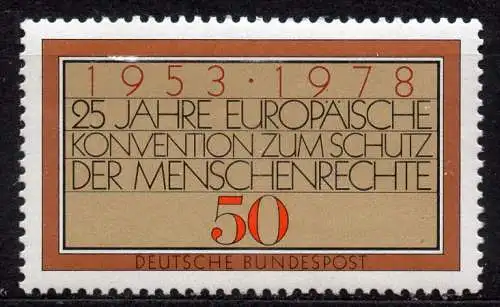 1953·1978
25 JAHRE EUROPÄISCHE
KONVENTION ZUM SCHUTZ
DER MENSCHENRECHTE
50
DEUTSCHE BUNDESPOST